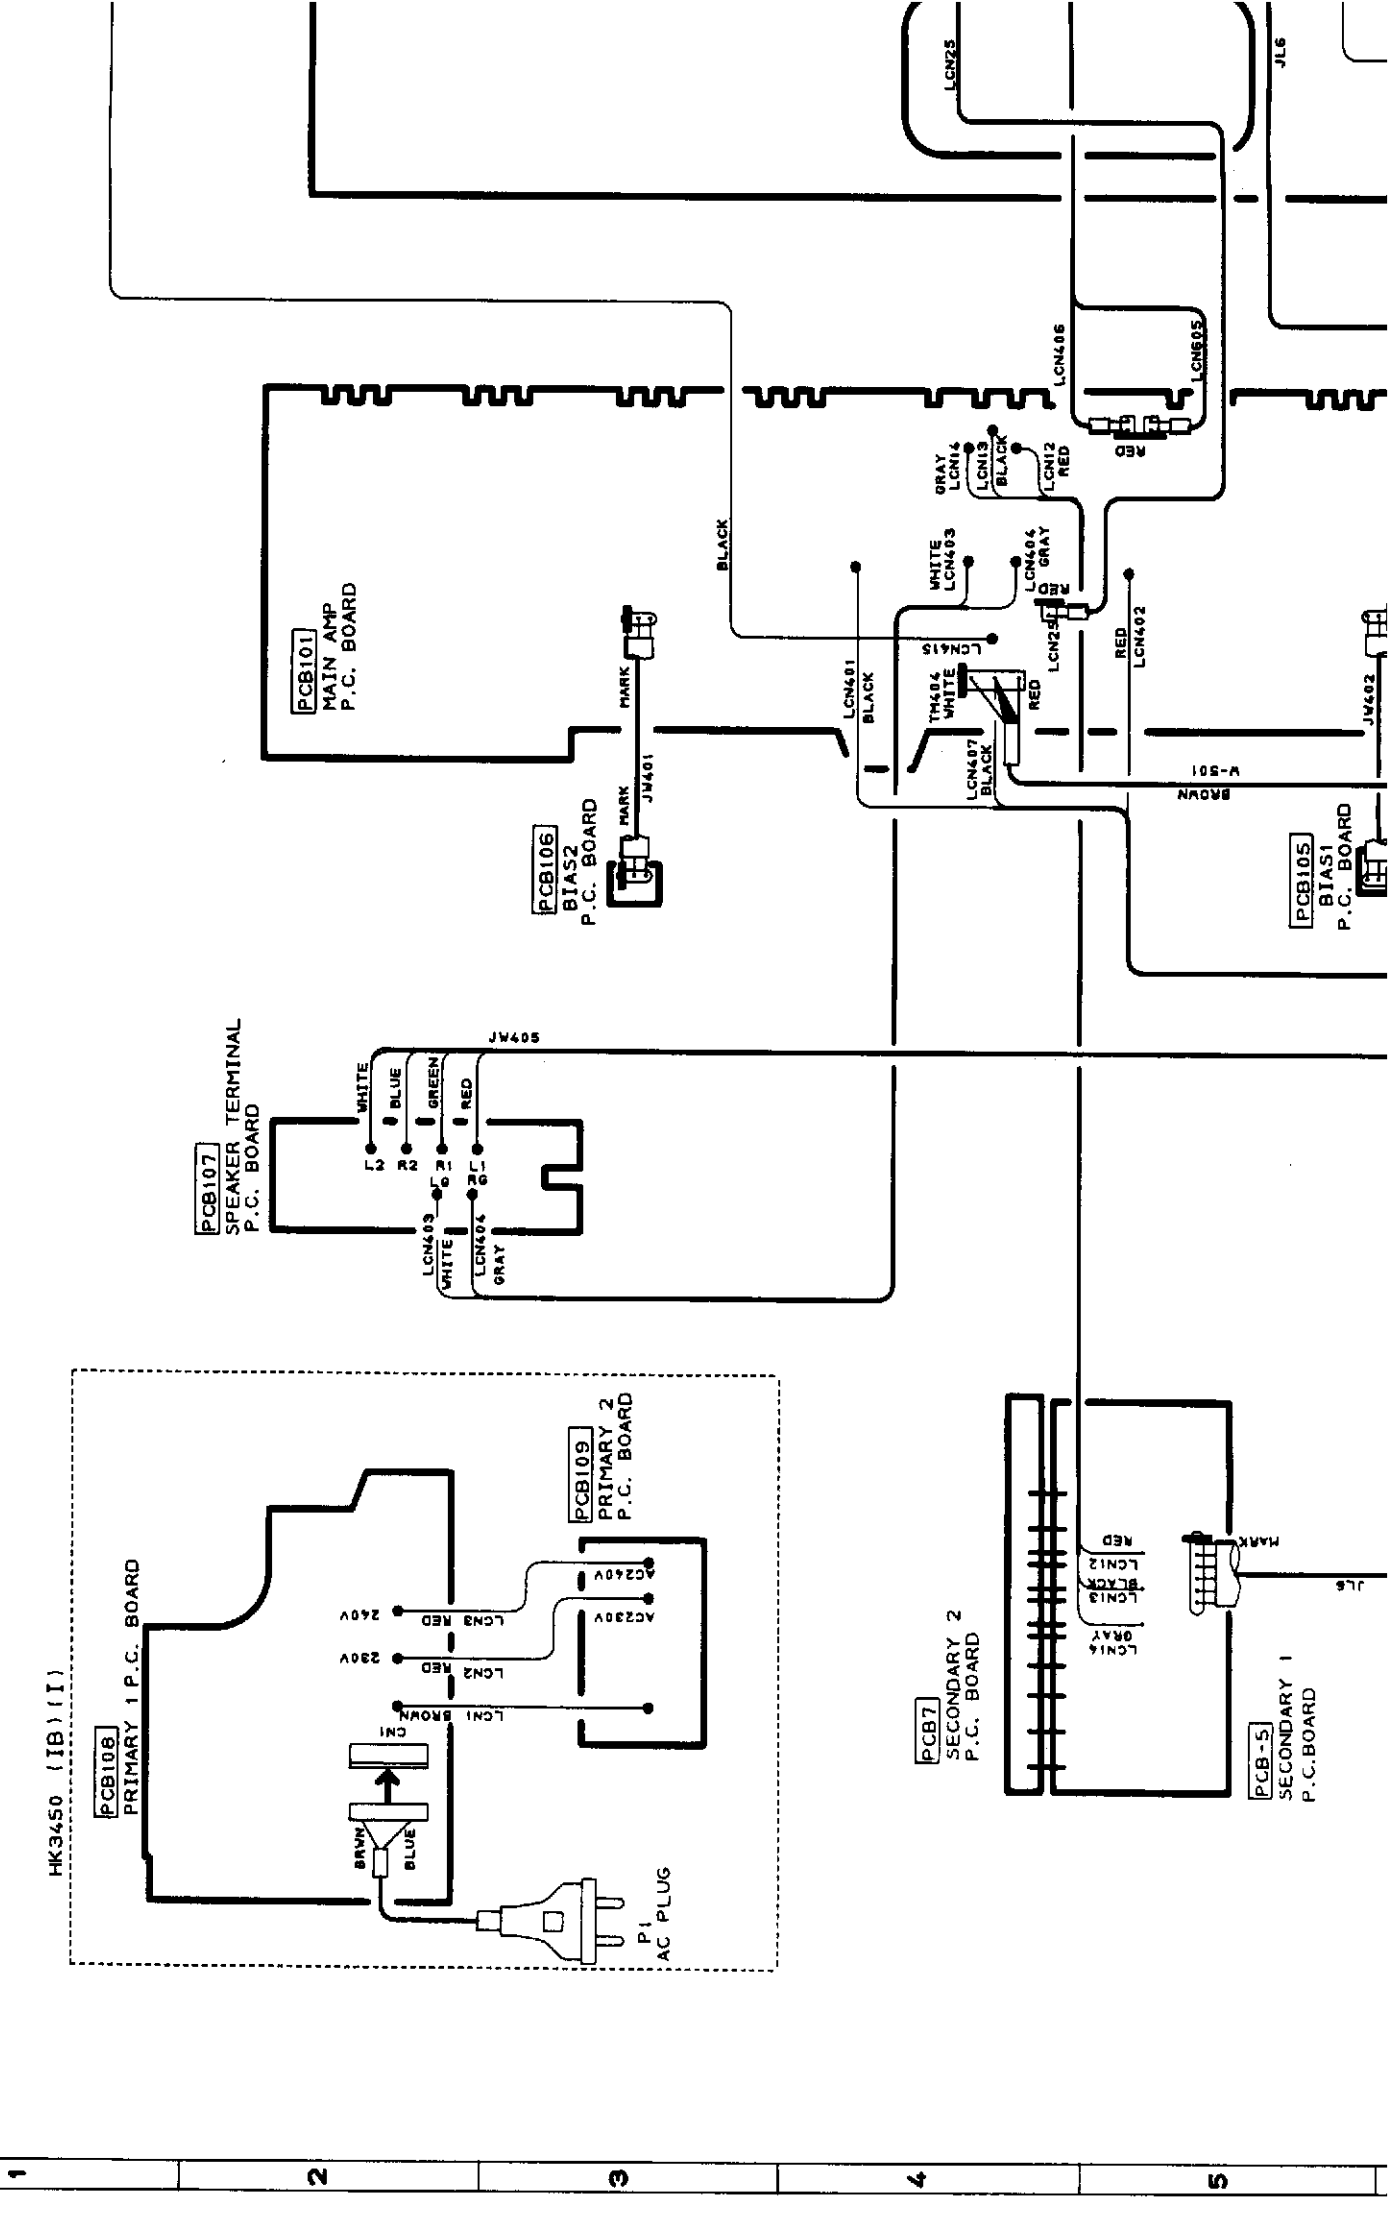 HK3450 (IB)(I)
PCB108
PRIMARY 1 P.C. BOARD
240V
230V
RED LCN3
RED LCN2
BROWN LCN1
CN1
BRWN
BLUE
P1
AC PLUG
PCB109
PRIMARY 2
P.C. BOARD
AC240V
AC230V
PCB107
SPEAKER TERMINAL
P.C. BOARD
WHITE
BLUE
GREEN
RED
JW405
L2
R2
R1
L1
LG
RG
LCN403
WHITE
LCN404
GRAY
PCB101
MAIN AMP
P.C. BOARD
MARK
JW401
MARK
PCB106
BIAS2
P.C. BOARD
BLACK
LCN415
LCN401
BLACK
WHITE
LCN403
LCN404
GRAY
GRAY
LCN14
LCN13
BLACK
LCN12
RED
RED
LCN25
TM404
WHITE
RED
LCN407
BLACK
RED
LCN402
W-501
BROWN
LCN25
JL6
LCN406
LCN605
RED
JW402
PCB105
BIAS1
P.C. BOARD
PCB7
SECONDARY 2
P.C. BOARD
PCB-5
SECONDARY 1
P.C.BOARD
RED
LCN12
BLACK
LCN13
GRAY
LCN14
MARK
JL6
1
2
3
4
5